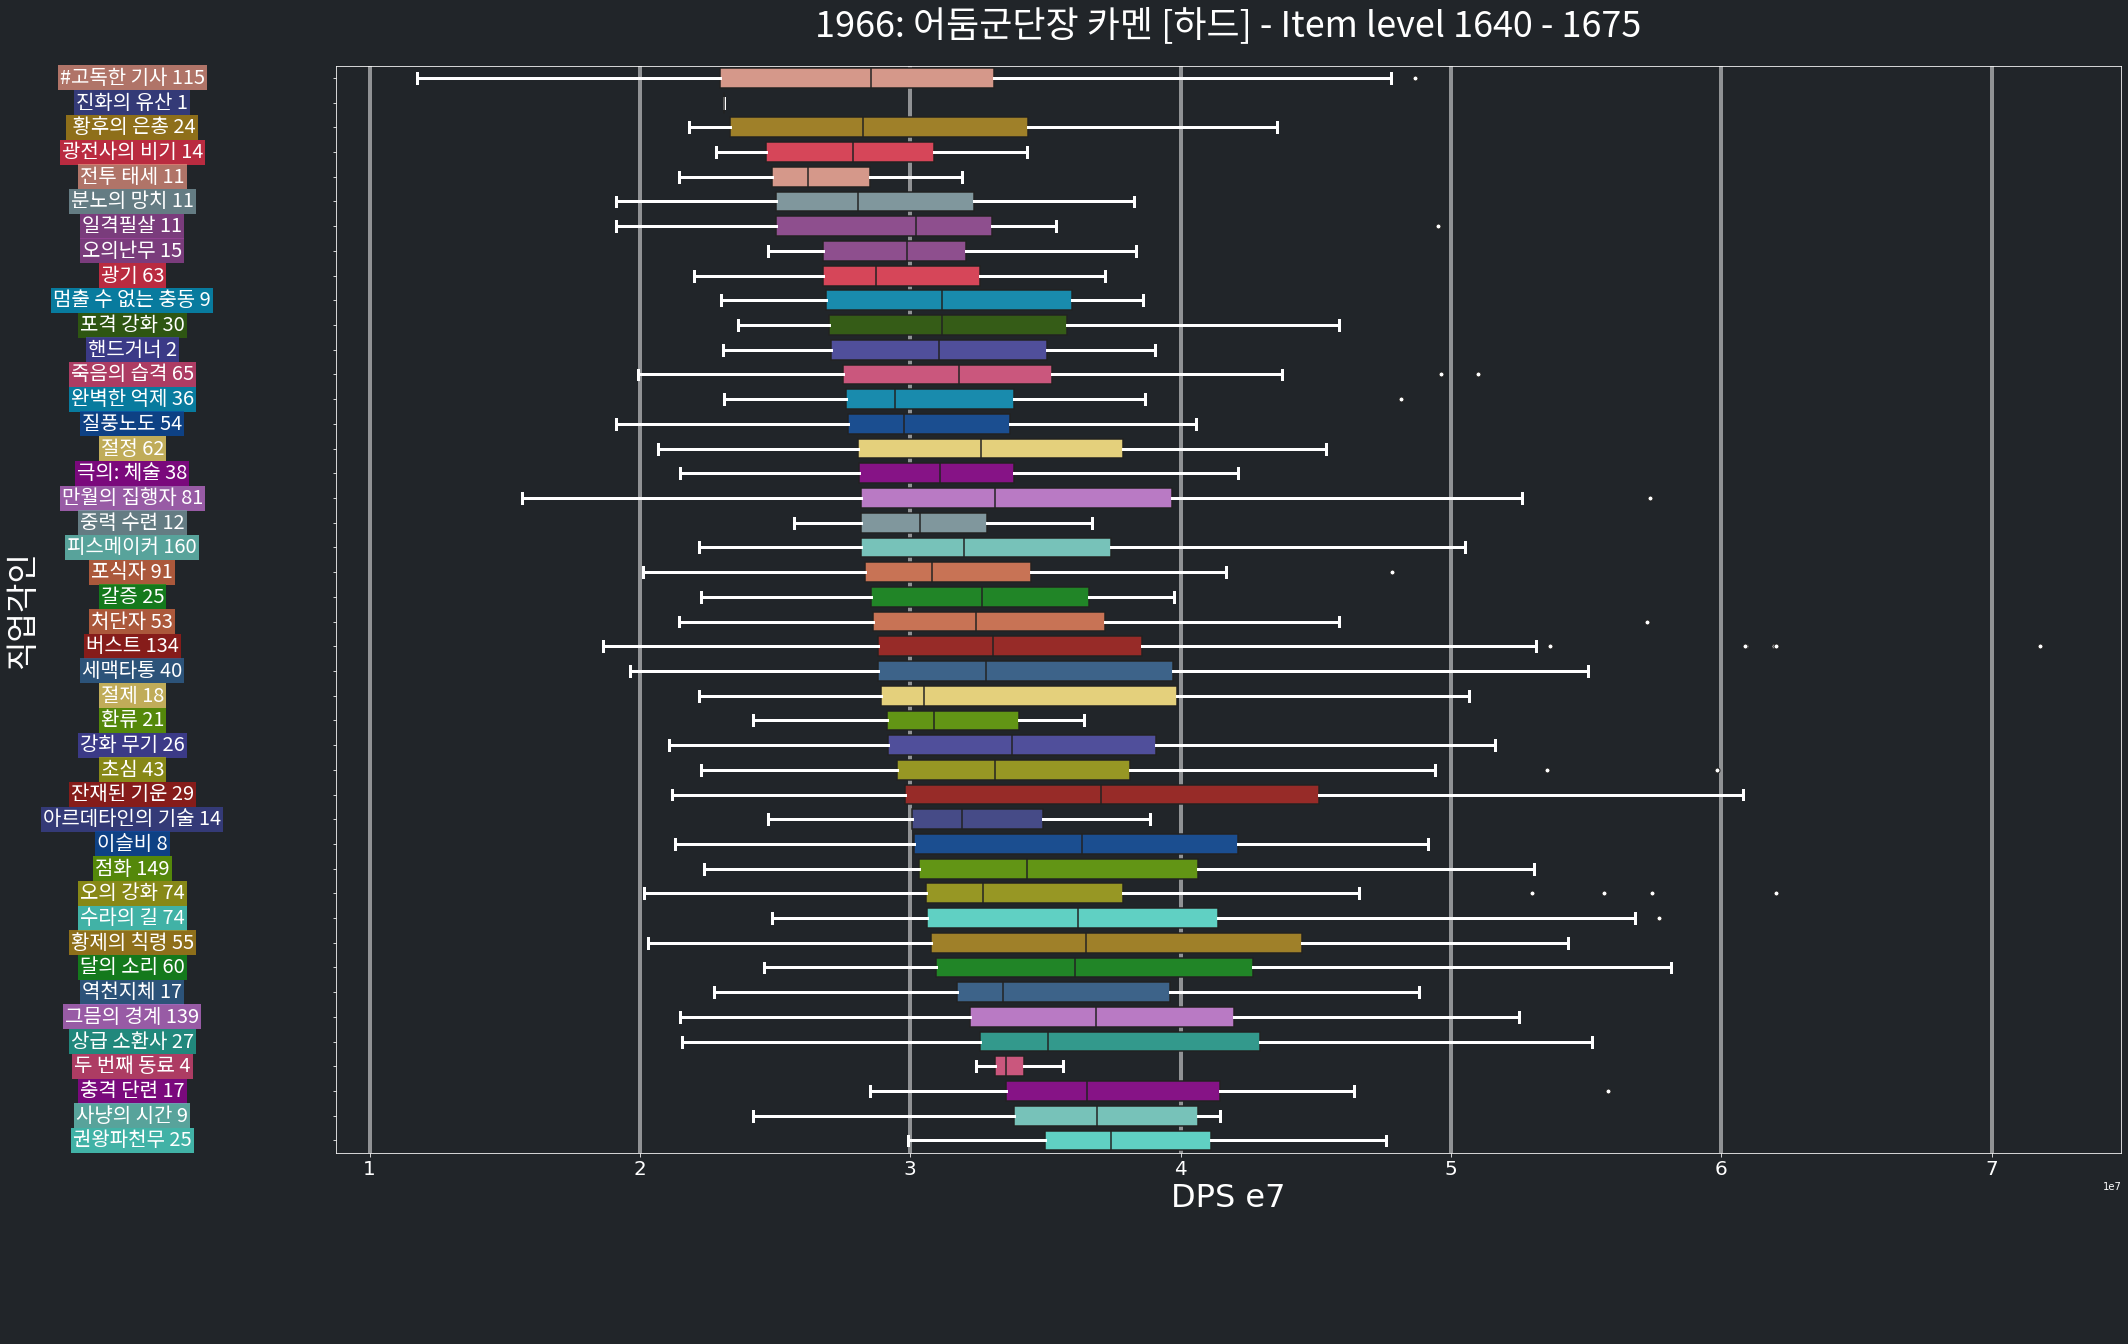 1966: 어둠군단장 카멘 [하드] - Item level 1640 - 1675
#고독한 기사 115
진화의 유산 1
황후의 은총 24
광전사의 비기 14
전투 태세 11
분노의 망치 11
일격필살 11
오의난무 15
광기 63
멈출 수 없는 충동 9
포격 강화 30
핸드거너 2
죽음의 습격 65
완벽한 억제 36
질풍노도 54
절정 62
극의: 체술 38
만월의 집행자 81
중력 수련 12
피스메이커 160
포식자 91
갈증 25
처단자 53
버스트 134
세맥타통 40
절제 18
환류 21
강화 무기 26
초심 43
잔재된 기운 29
아르데타인의 기술 14
이슬비 8
점화 149
오의 강화 74
수라의 길 74
황제의 칙령 55
달의 소리 60
역천지체 17
그믐의 경계 139
상급 소환사 27
두 번째 동료 4
충격 단련 17
사냥의 시간 9
권왕파천무 25
직업각인
1 2 3 4 5 6 7
1e7
DPS e7